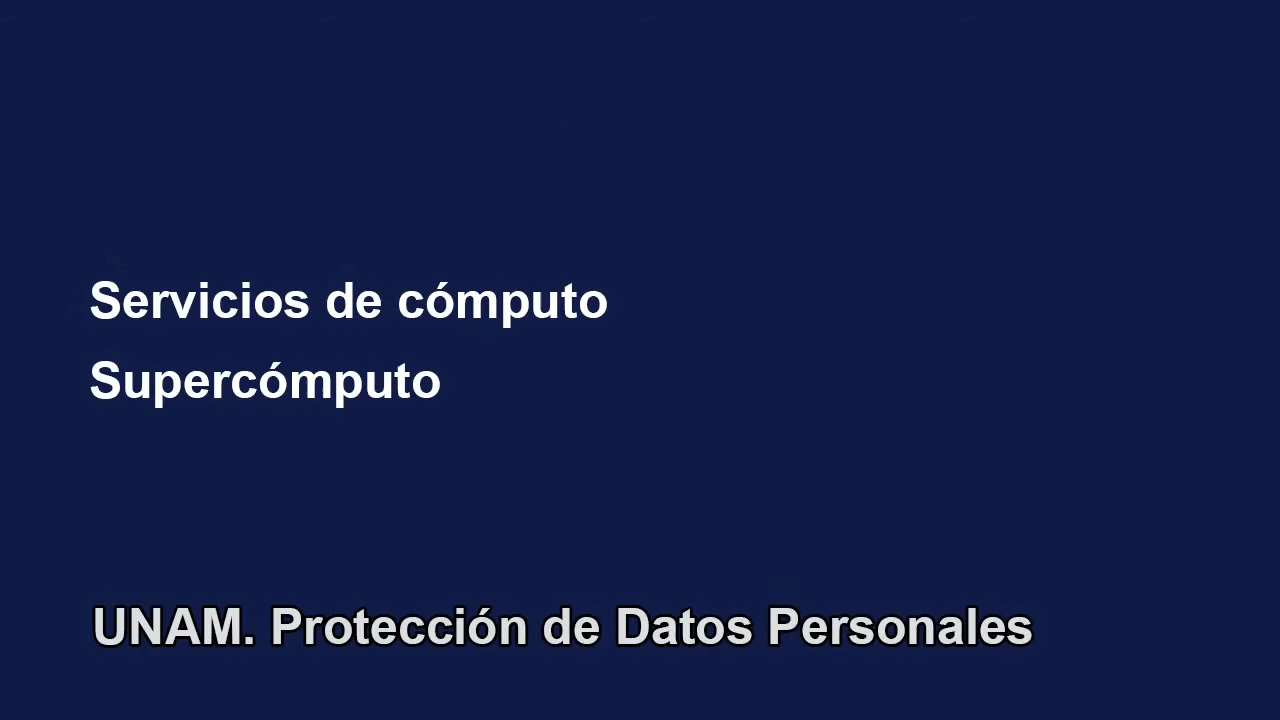 Servicios de cómputo
Supercómputo
UNAM. Protección de Datos Personales